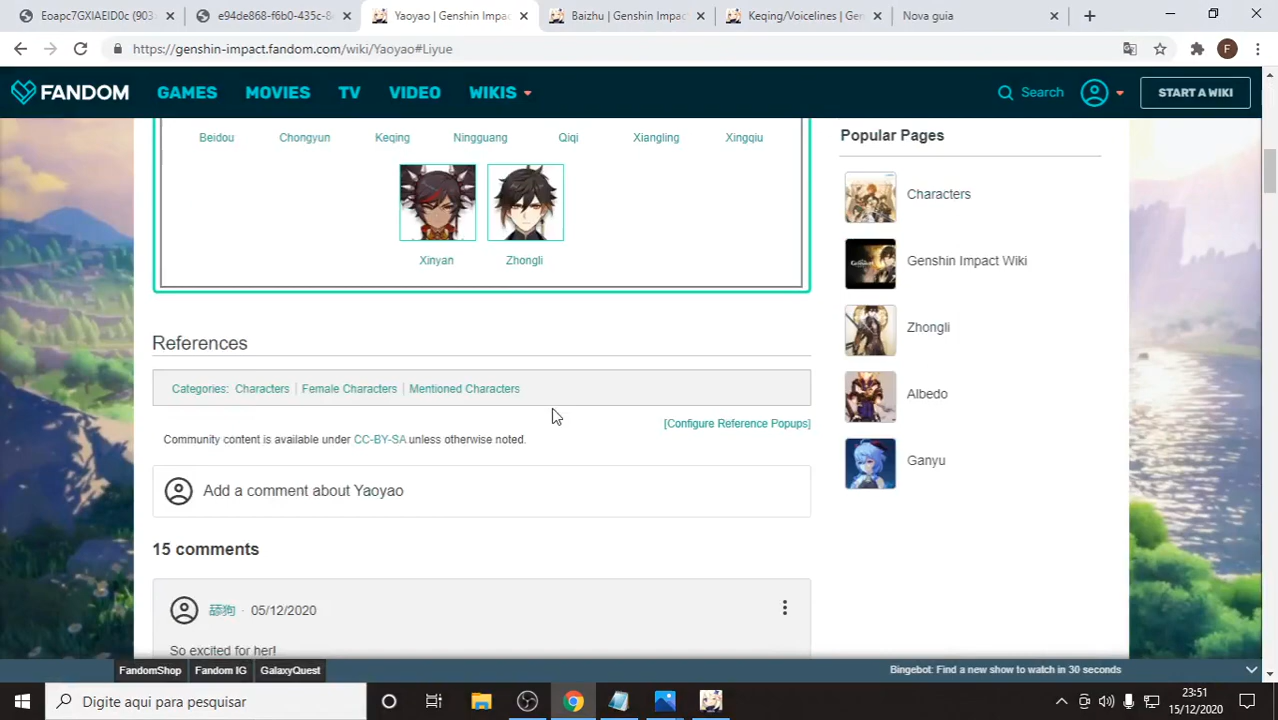 Eoapc7GXIAEID0c (903×
e94de868-f6b0-435c-8
Yaoyao | Genshin Impac
Baizhu | Genshin Impact
Keqing/Voicelines | Gen
Nova guia
https://genshin-impact.fandom.com/wiki/Yaoyao#Liyue
F
FANDOM
GAMES
MOVIES
TV
VIDEO
WIKIS
Search
START A WIKI
Beidou
Chongyun
Keqing
Ningguang
Qiqi
Xiangling
Xingqiu
Xinyan
Zhongli
References
Categories: Characters | Female Characters | Mentioned Characters
[Configure Reference Popups]
Community content is available under CC-BY-SA unless otherwise noted.
Add a comment about Yaoyao
15 comments
舔狗 · 05/12/2020
So excited for her!
Popular Pages
Characters
Genshin Impact Wiki
Zhongli
Albedo
Ganyu
FandomShop
Fandom IG
GalaxyQuest
Bingebot: Find a new show to watch in 30 seconds
Digite aqui para pesquisar
23:51
15/12/2020